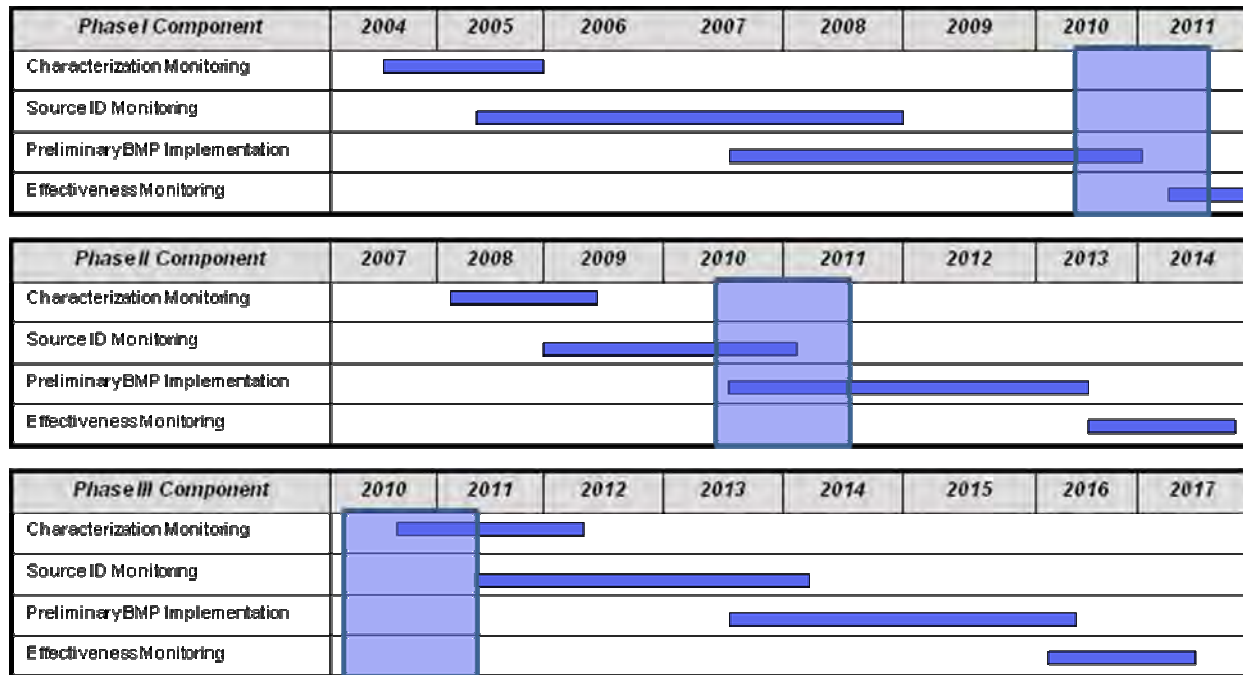 Phase I Component 2004 2005 2006 2007 2008 2009 2010 2011
Characterization Monitoring
Source ID Monitoring
Preliminary BMP Implementation
Effectiveness Monitoring
Phase II Component 2007 2008 2009 2010 2011 2012 2013 2014
Characterization Monitoring
Source ID Monitoring
Preliminary BMP Implementation
Effectiveness Monitoring
Phase III Component 2010 2011 2012 2013 2014 2015 2016 2017
Characterization Monitoring
Source ID Monitoring
Preliminary BMP Implementation
Effectiveness Monitoring